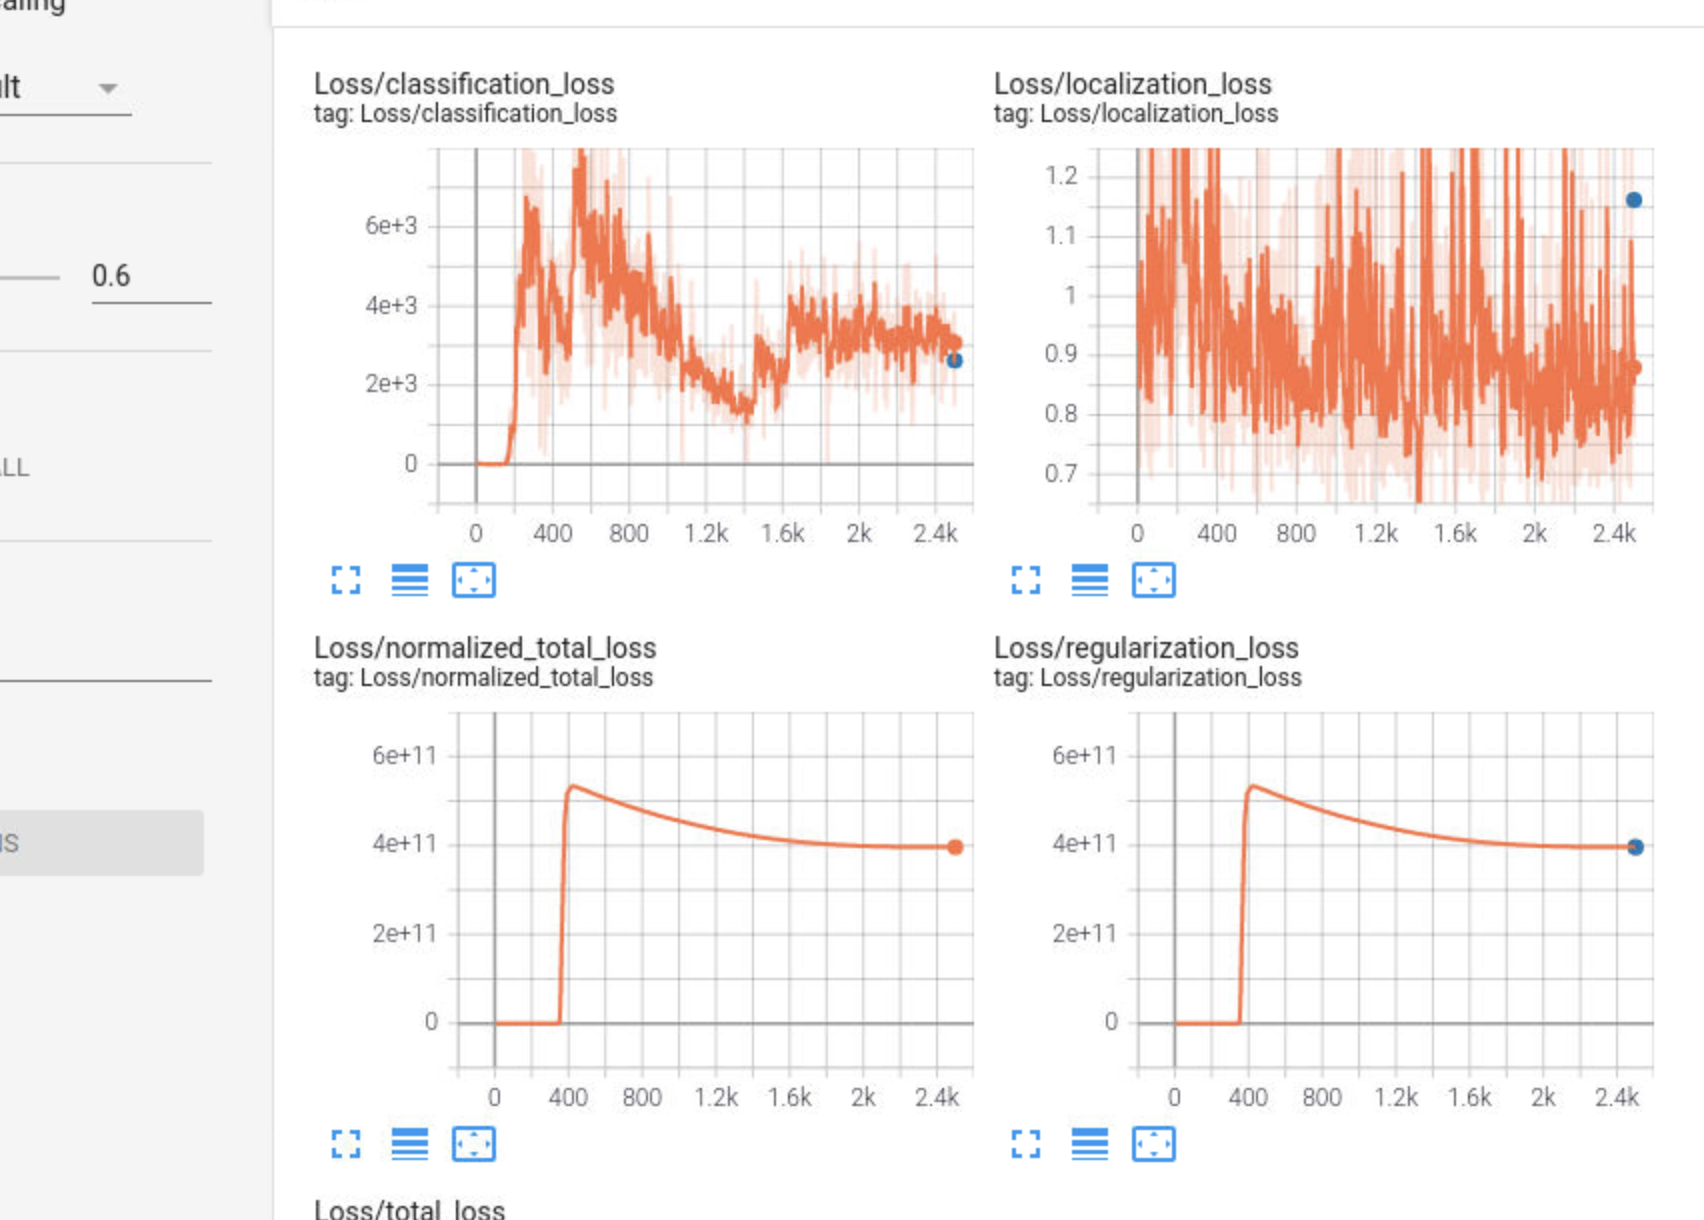 aling
lt
0.6
LL
S
Loss/classification_loss
tag: Loss/classification_loss
6e+3
4e+3
2e+3
0
0 400 800 1.2k 1.6k 2k 2.4k
Loss/localization_loss
tag: Loss/localization_loss
1.2
1.1
1
0.9
0.8
0.7
0 400 800 1.2k 1.6k 2k 2.4k
Loss/normalized_total_loss
tag: Loss/normalized_total_loss
6e+11
4e+11
2e+11
0
0 400 800 1.2k 1.6k 2k 2.4k
Loss/regularization_loss
tag: Loss/regularization_loss
6e+11
4e+11
2e+11
0
0 400 800 1.2k 1.6k 2k 2.4k
Loss/total_loss